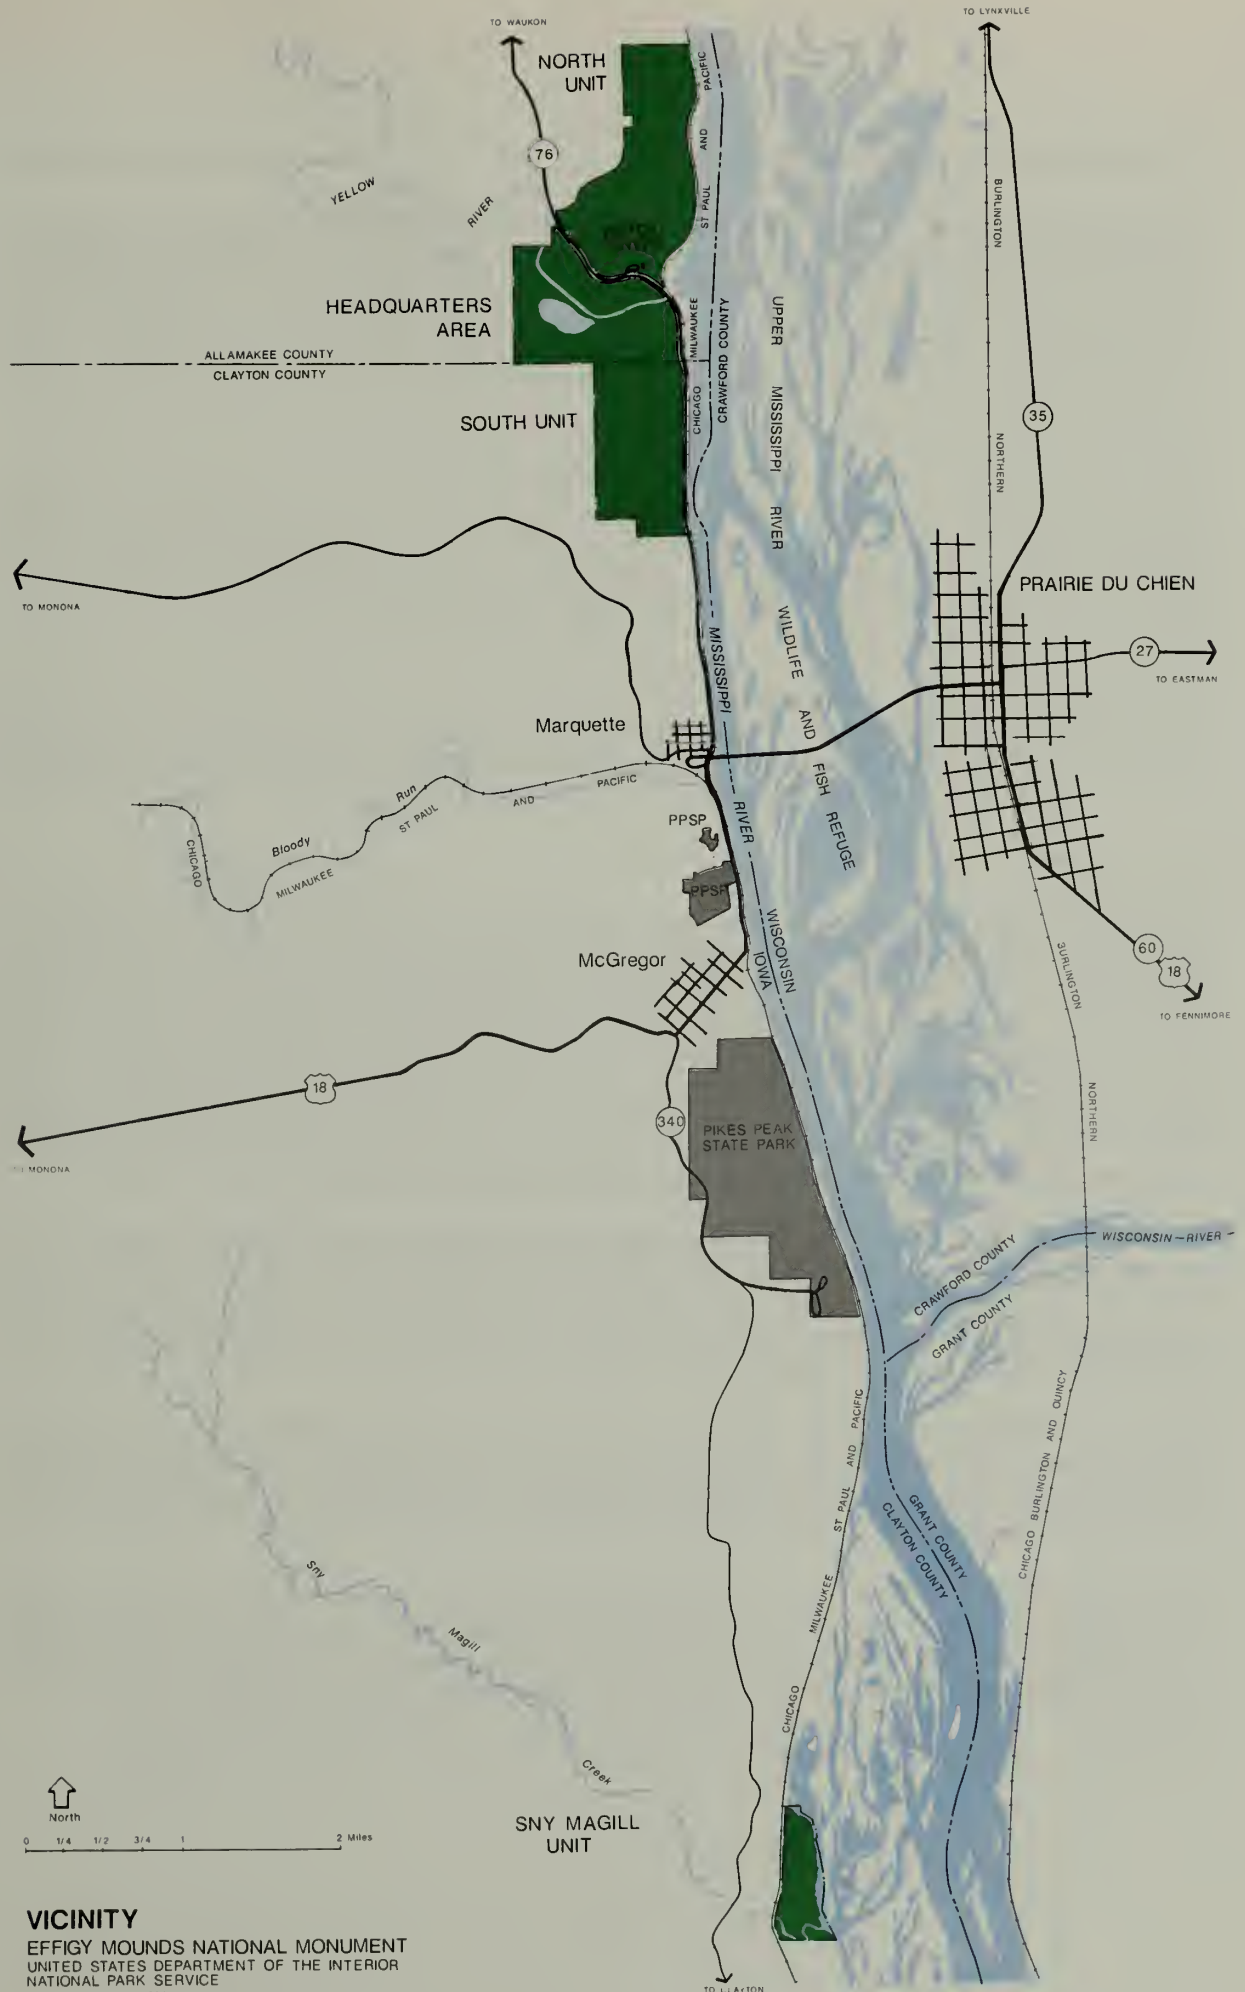 TO WAUKON
TO LYNXVILLE
NORTH
UNIT
76
YELLOW
RIVER
ST PAUL AND PACIFIC
BURLINGTON
HEADQUARTERS
AREA
MILWAUKEE
CRAWFORD COUNTY
UPPER MISSISSIPPI RIVER
ALLAMAKEE COUNTY
CLAYTON COUNTY
CHICAGO
35
SOUTH UNIT
NORTHERN
TO MONONA
PRAIRIE DU CHIEN
27
TO EASTMAN
MISSISSIPPI
WILDLIFE AND FISH REFUGE
Marquette
CHICAGO
MILWAUKEE
ST PAUL
AND
PACIFIC
Bloody
Run
PPSP
RIVER
PPSP
WISCONSIN
IOWA
McGregor
60
18
TO FENNIMORE
BURLINGTON
18
TO MONONA
340
PIKES PEAK
STATE PARK
NORTHERN
CRAWFORD COUNTY
WISCONSIN RIVER
GRANT COUNTY
ST PAUL AND PACIFIC
CHICAGO BURLINGTON AND QUINCY
GRANT COUNTY
CLAYTON COUNTY
MILWAUKEE
Sny
Magill
Creek
CHICAGO
North
0 1/4 1/2 3/4 1 2 Miles
SNY MAGILL
UNIT
VICINITY
EFFIGY MOUNDS NATIONAL MONUMENT
UNITED STATES DEPARTMENT OF THE INTERIOR
NATIONAL PARK SERVICE
TO CLAYTON